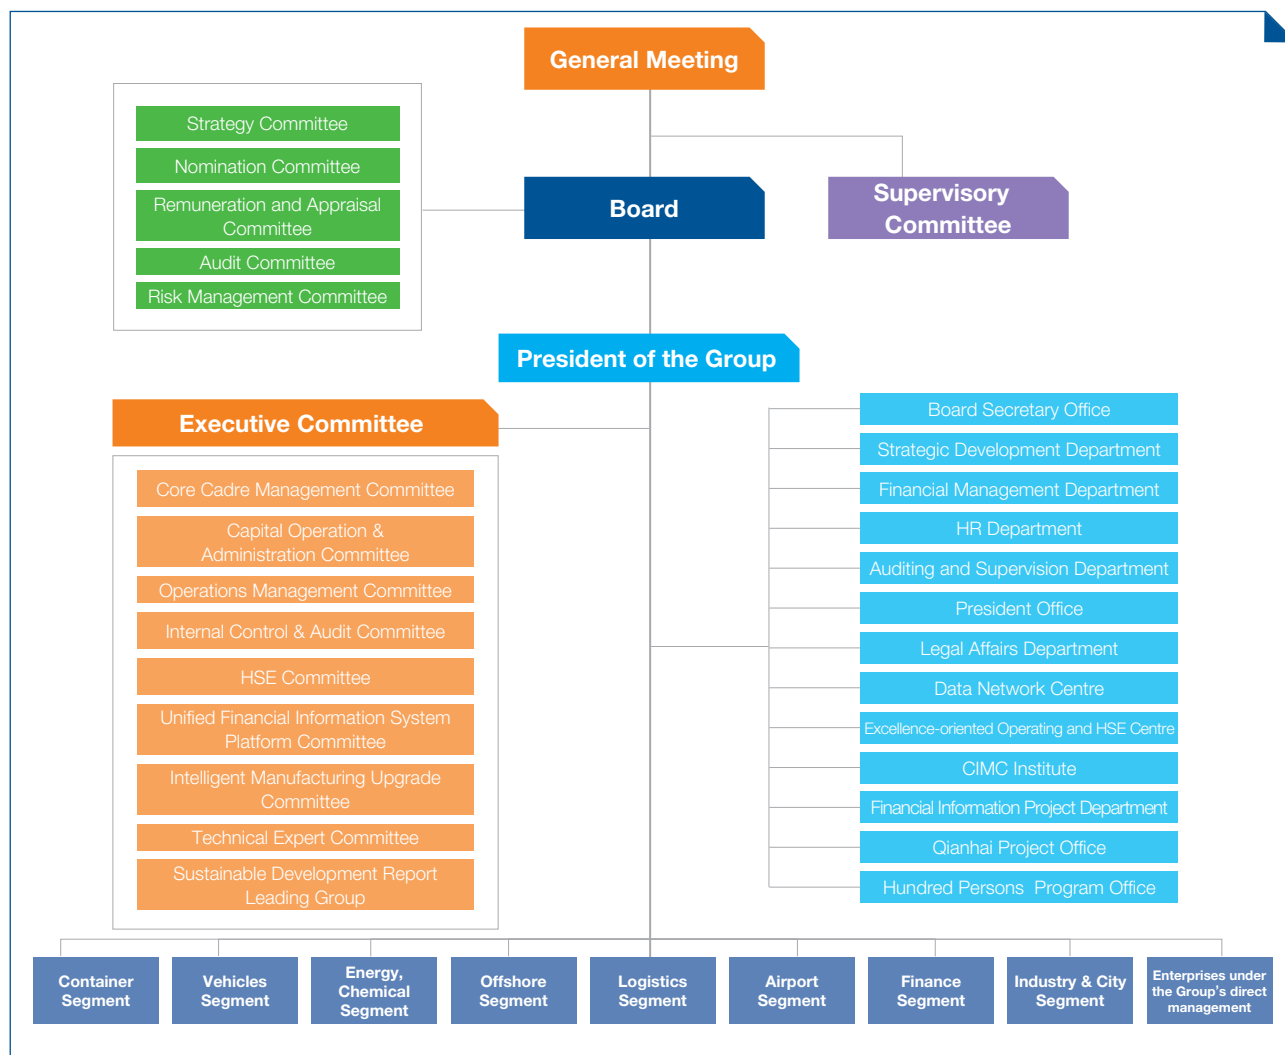 General Meeting
Strategy Committee
Nomination Committee
Remuneration and Appraisal
Committee
Audit Committee
Risk Management Committee
Board
Supervisory
Committee
President of the Group
Executive Committee
Core Cadre Management Committee
Capital Operation &
Administration Committee
Operations Management Committee
Internal Control & Audit Committee
HSE Committee
Unified Financial Information System
Platform Committee
Intelligent Manufacturing Upgrade
Committee
Technical Expert Committee
Sustainable Development Report
Leading Group
Board Secretary Office
Strategic Development Department
Financial Management Department
HR Department
Auditing and Supervision Department
President Office
Legal Affairs Department
Data Network Centre
Excellence-oriented Operating and HSE Centre
CIMC Institute
Financial Information Project Department
Qianhai Project Office
Hundred Persons Program Office
Container
Segment
Vehicles
Segment
Energy,
Chemical
Segment
Offshore
Segment
Logistics
Segment
Airport
Segment
Finance
Segment
Industry & City
Segment
Enterprises under
the Group's direct
management